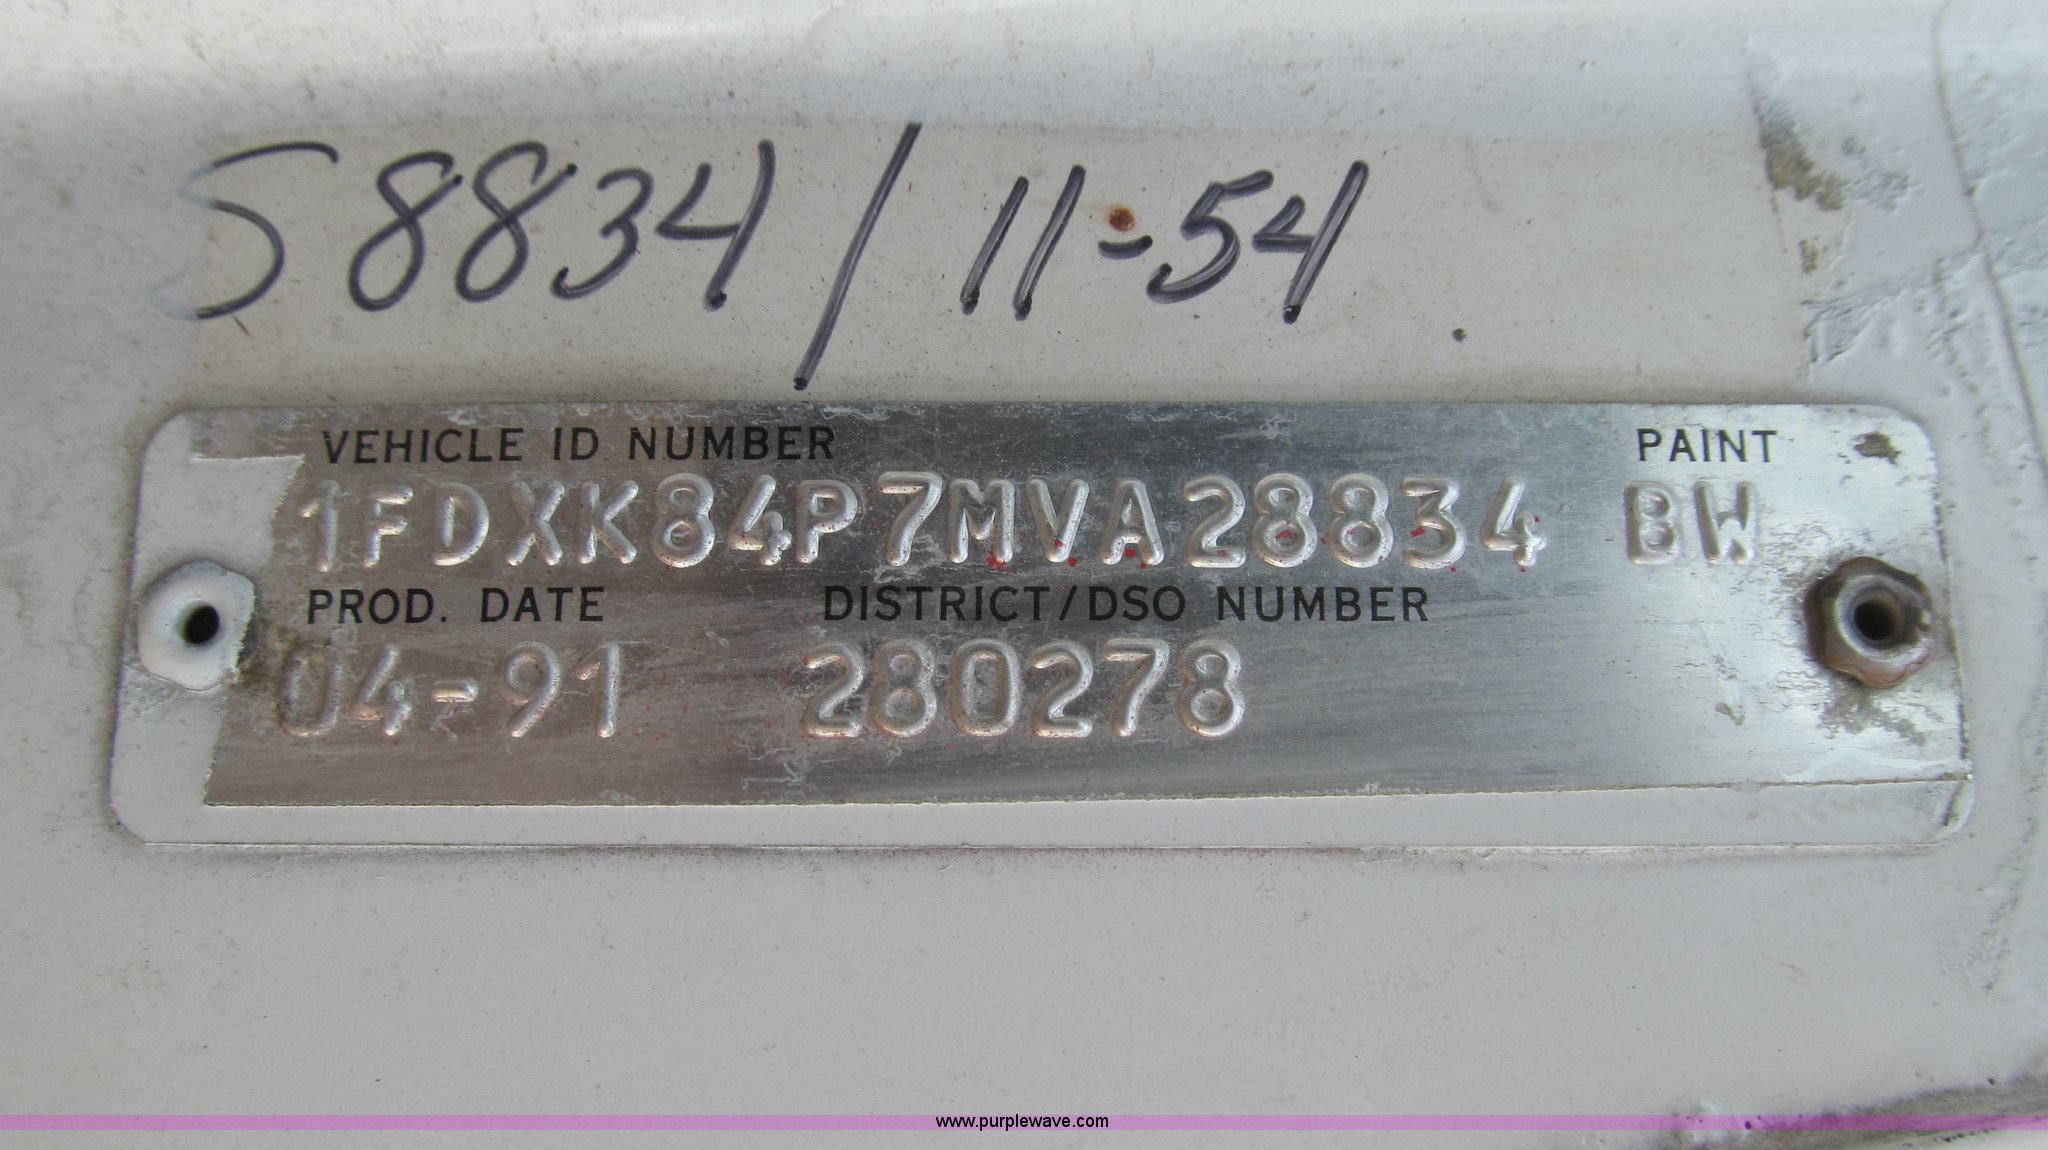 58834/11-54
VEHICLE ID NUMBER PAINT
1FDXK84P7MVA28834 BW
PROD. DATE DISTRICT/DSO NUMBER
04-91 280278
www.purplewave.com